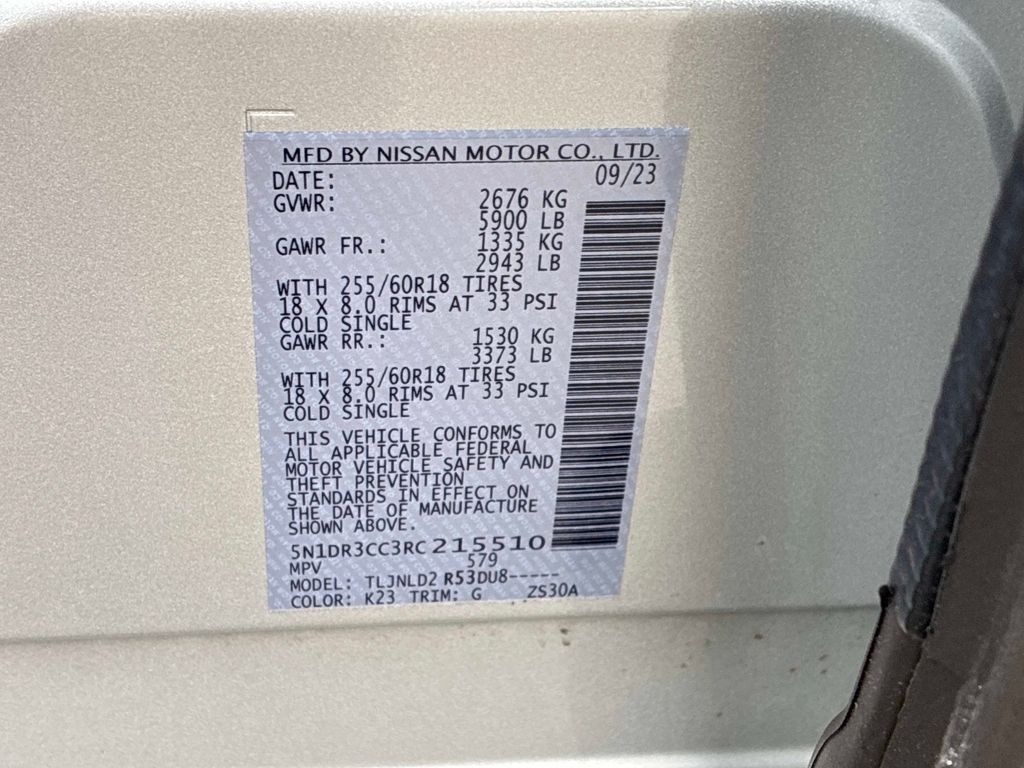 MFD BY NISSAN MOTOR CO., LTD.
DATE: 09/23
GVWR: 2676 KG
5900 LB
GAWR FR.: 1335 KG
2943 LB
WITH 255/60R18 TIRES
18 X 8.0 RIMS AT 33 PSI
COLD SINGLE
GAWR RR.: 1530 KG
3373 LB
WITH 255/60R18 TIRES
18 X 8.0 RIMS AT 33 PSI
COLD SINGLE
THIS VEHICLE CONFORMS TO
ALL APPLICABLE FEDERAL
MOTOR VEHICLE SAFETY AND
THEFT PREVENTION
STANDARDS IN EFFECT ON
THE DATE OF MANUFACTURE
SHOWN ABOVE.
5N1DR3CC3RC215510
MPV 579
MODEL: TLJNLD2 R53DU8-----
COLOR: K23 TRIM: G ZS30A